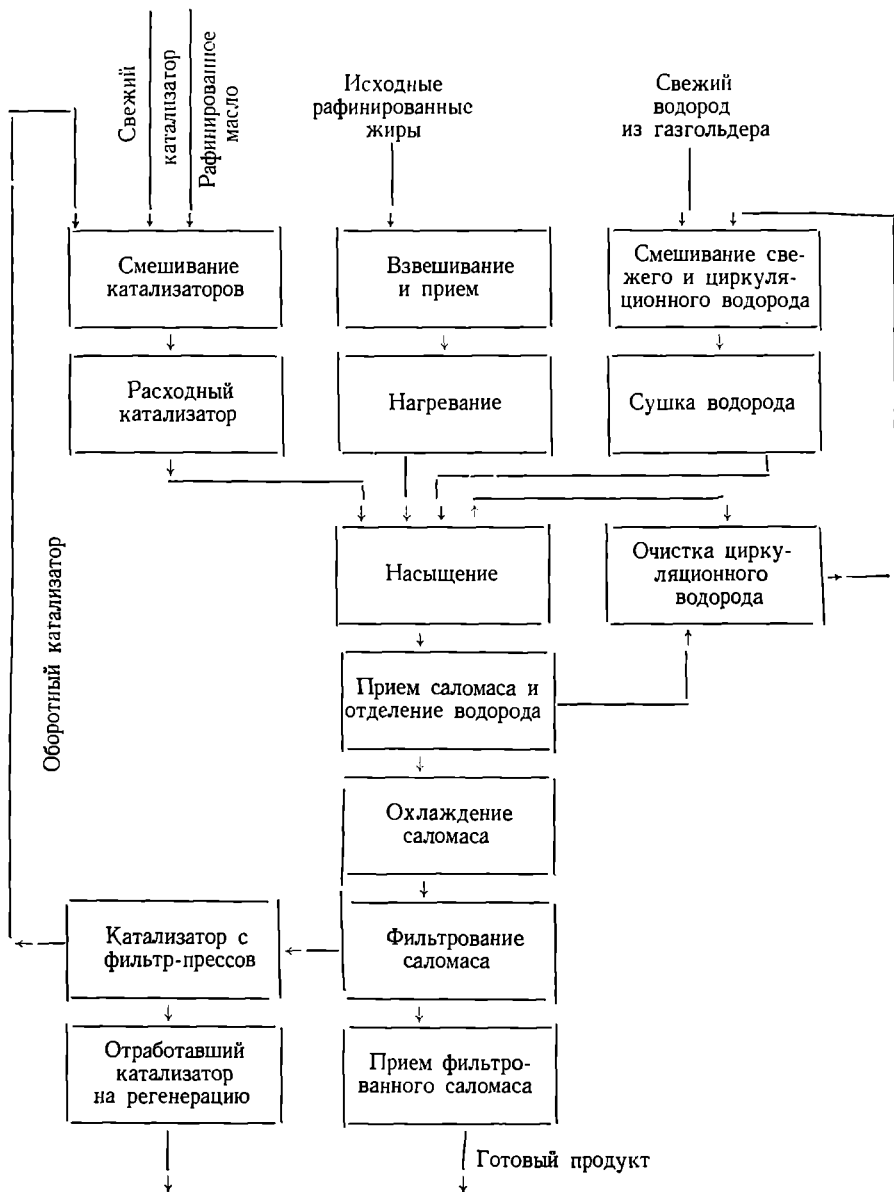 Свежий
катализатор
Рафинированное
масло
Исходные
рафинированные
жиры
Свежий
водород
из газгольдера
Смешивание
катализаторов
Взвешивание
и прием
Смешивание све-
жего и циркуля-
ционного водорода
Расходный
катализатор
Нагревание
Сушка водорода
Оборотный катализатор
Насыщение
Очистка цирку-
ляционного
водорода
Прием саломаса и
отделение водорода
Охлаждение
саломаса
Катализатор с
фильтр-прессов
Фильтрование
саломаса
Отработавший
катализатор
на регенерацию
Прием фильтро-
ванного саломаса
Готовый продукт